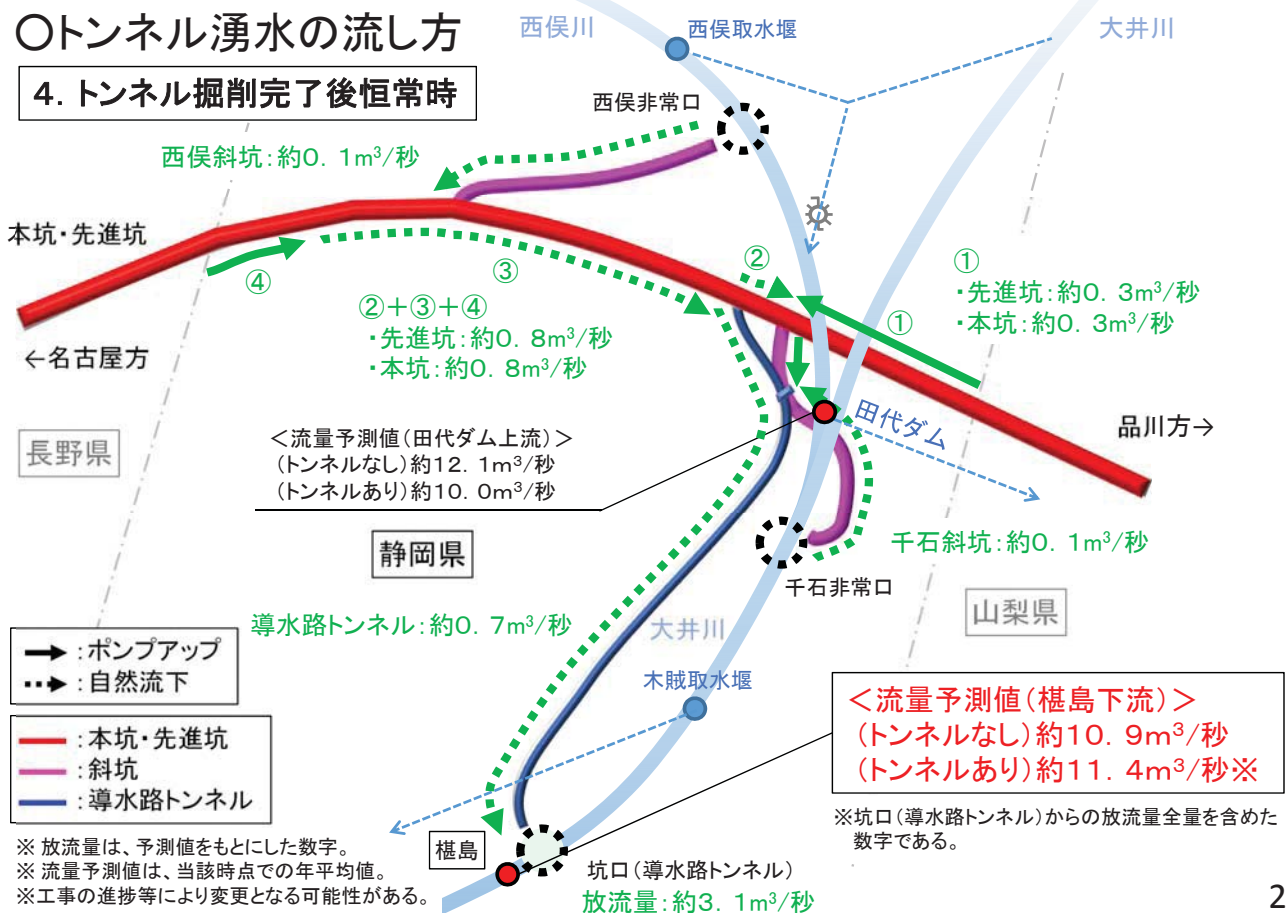 〇トンネル湧水の流し方
4. トンネル掘削完了後恒常時
西俣川
西俣取水堰
大井川
西俣非常口
西俣斜坑:約0. 1m³/秒
本坑・先進坑
④
③
②
①
①
・先進坑:約0. 3m³/秒
・本坑:約0. 3m³/秒
②+③+④
・先進坑:約0. 8m³/秒
・本坑:約0. 8m³/秒
←名古屋方
品川方→
田代ダム
長野県
<流量予測値(田代ダム上流)>
(トンネルなし)約12. 1m³/秒
(トンネルあり)約10. 0m³/秒
静岡県
千石斜坑:約0. 1m³/秒
千石非常口
山梨県
導水路トンネル:約0. 7m³/秒
大井川
木賊取水堰
:ポンプアップ
:自然流下
:本坑・先進坑
:斜坑
:導水路トンネル
<流量予測値(椹島下流)>
(トンネルなし)約10. 9m³/秒
(トンネルあり)約11. 4m³/秒※
※坑口(導水路トンネル)からの放流量全量を含めた
数字である。
※ 放流量は、予測値をもとにした数字。
※ 流量予測値は、当該時点での年平均値。
※工事の進捗等により変更となる可能性がある。
椹島
坑口(導水路トンネル)
放流量:約3. 1m³/秒
2